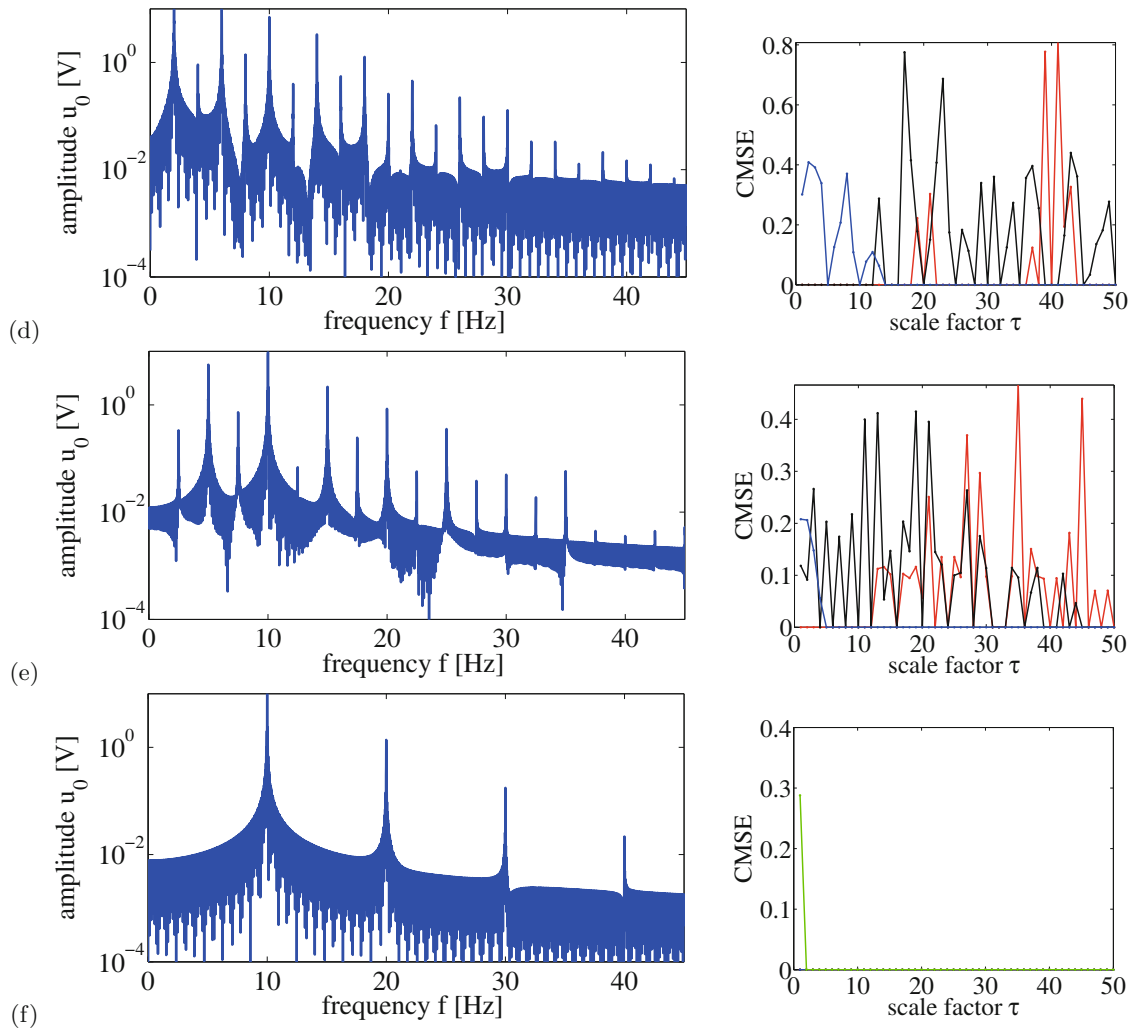 10^0
10^-2
10^-4
0 10 20 30 40
amplitude u_0 [V]
frequency f [Hz]
0.8
0.6
0.4
0.2
0
0 10 20 30 40 50
CMSE
scale factor τ
(d)
10^0
10^-2
10^-4
0 10 20 30 40
amplitude u_0 [V]
frequency f [Hz]
0.4
0.3
0.2
0.1
0
0 10 20 30 40 50
CMSE
scale factor τ
(e)
10^0
10^-2
10^-4
0 10 20 30 40
amplitude u_0 [V]
frequency f [Hz]
0.4
0.3
0.2
0.1
0
0 10 20 30 40 50
CMSE
scale factor τ
(f)